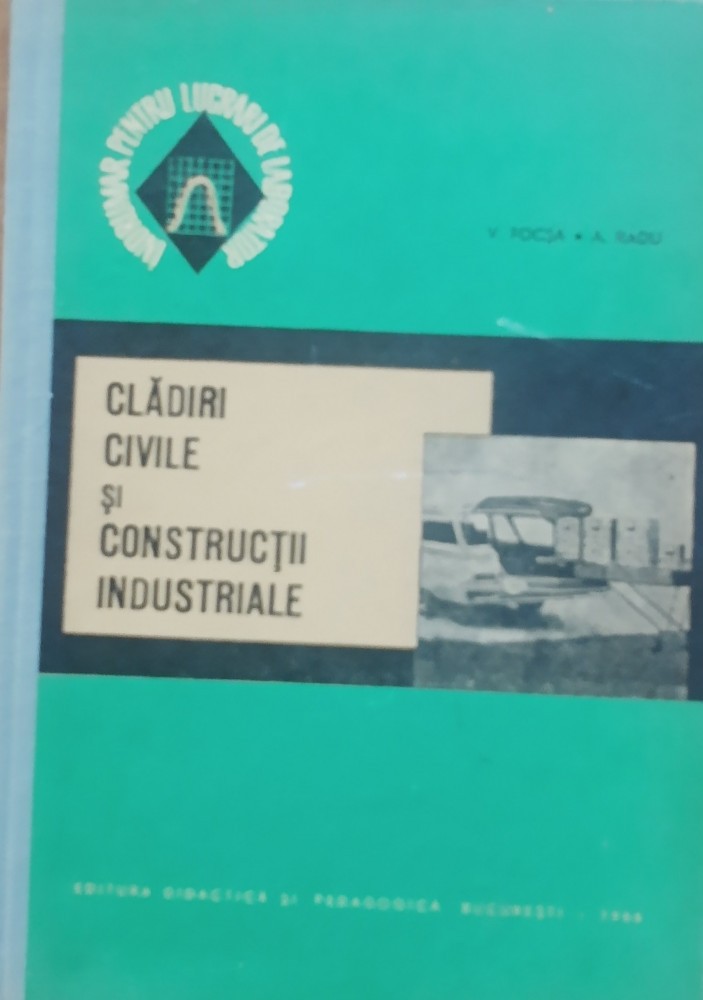 ÎNDRUMAR PENTRU LUCRĂRI DE LABORATOR
V. FOCȘA • A. RADU
CLĂDIRI
CIVILE
ȘI
CONSTRUCȚII
INDUSTRIALE
EDITURA DIDACTICĂ ȘI PEDAGOGICĂ BUCUREȘTI -